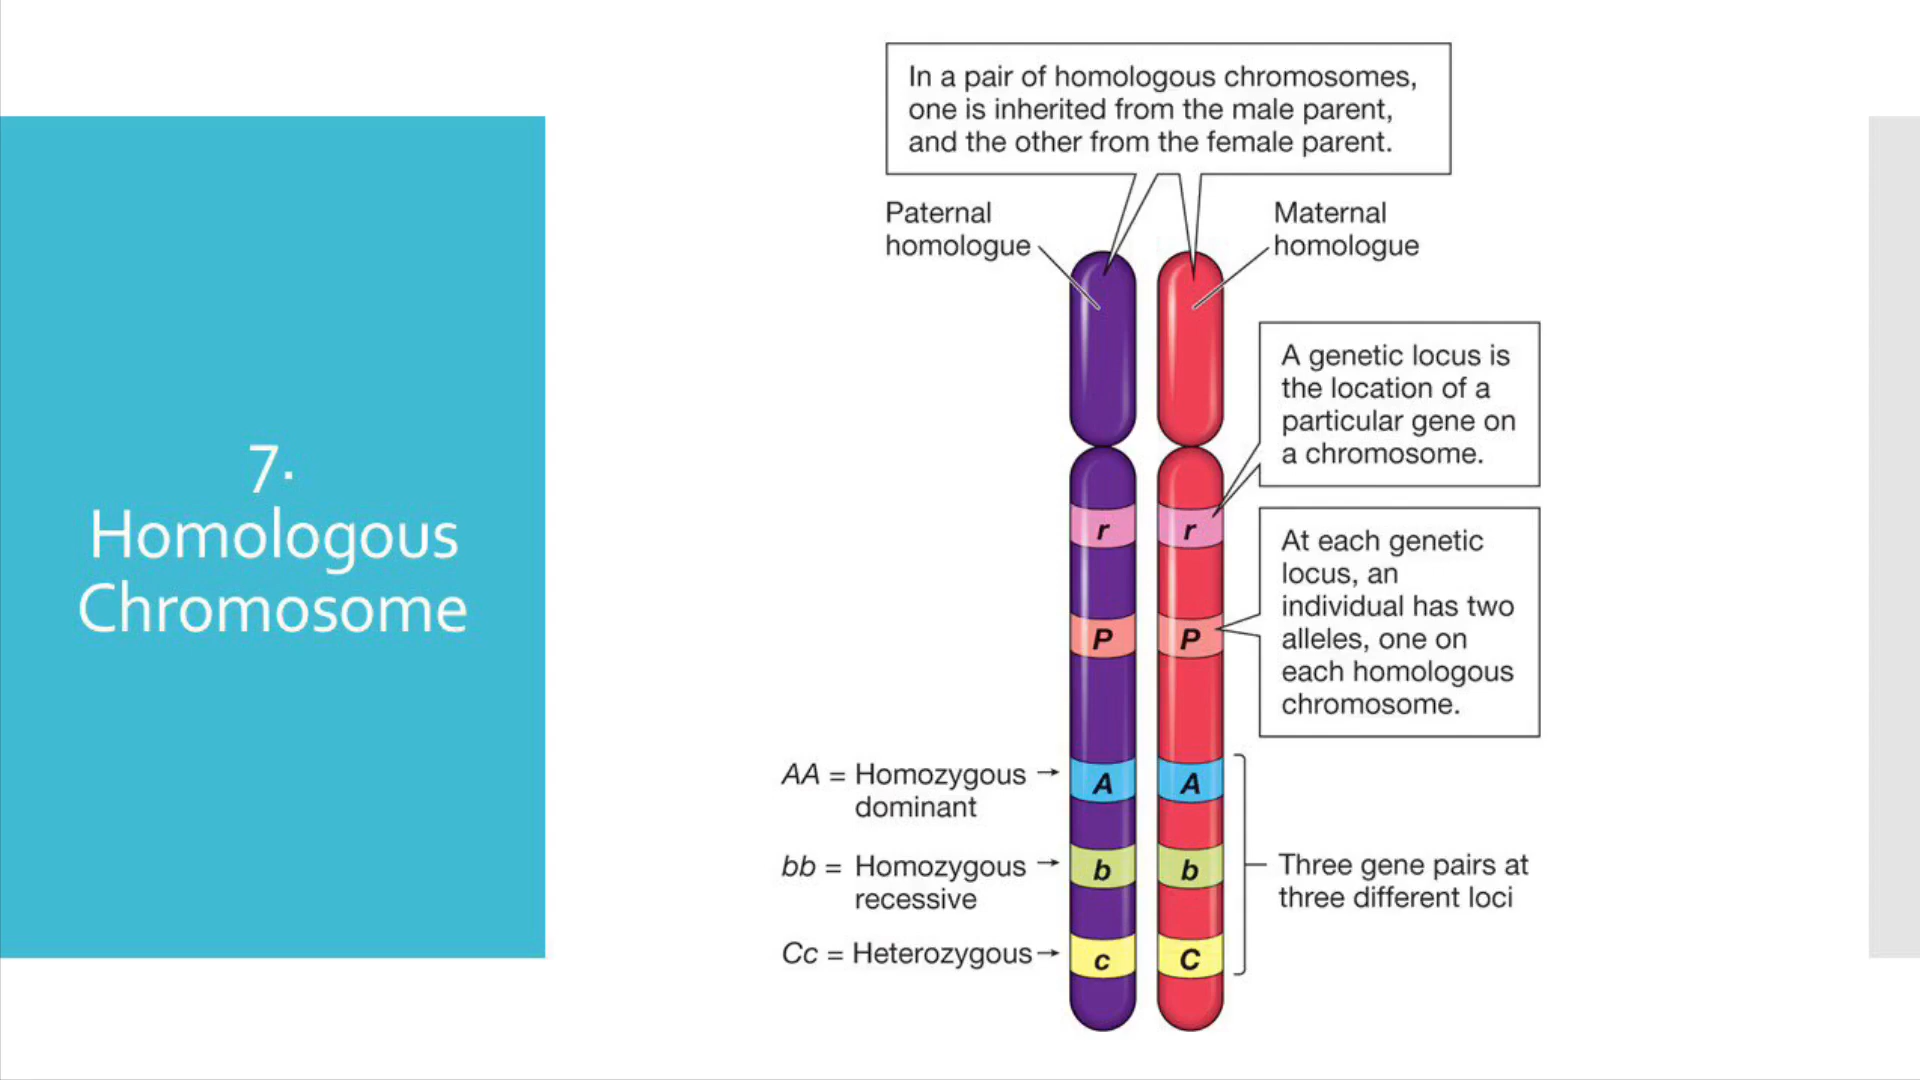 7.
Homologous
Chromosome
In a pair of homologous chromosomes,
one is inherited from the male parent,
and the other from the female parent.
Paternal
homologue
Maternal
homologue
A genetic locus is
the location of a
particular gene on
a chromosome.
r r
At each genetic
locus, an
individual has two
alleles, one on
each homologous
chromosome.
P P
AA = Homozygous
dominant
A A
bb = Homozygous
recessive
b b
Three gene pairs at
three different loci
Cc = Heterozygous
c C